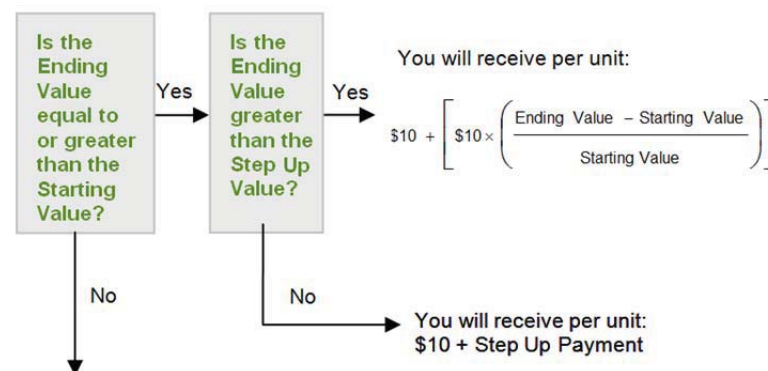 Is the
Ending
Value
equal to
or greater
than the
Starting
Value?
Yes
Is the
Ending
Value
greater
than the
Step Up
Value?
Yes
You will receive per unit:
$10 + [ $10 × ( Ending Value – Starting Value
Starting Value ) ]
No
No
You will receive per unit:
$10 + Step Up Payment